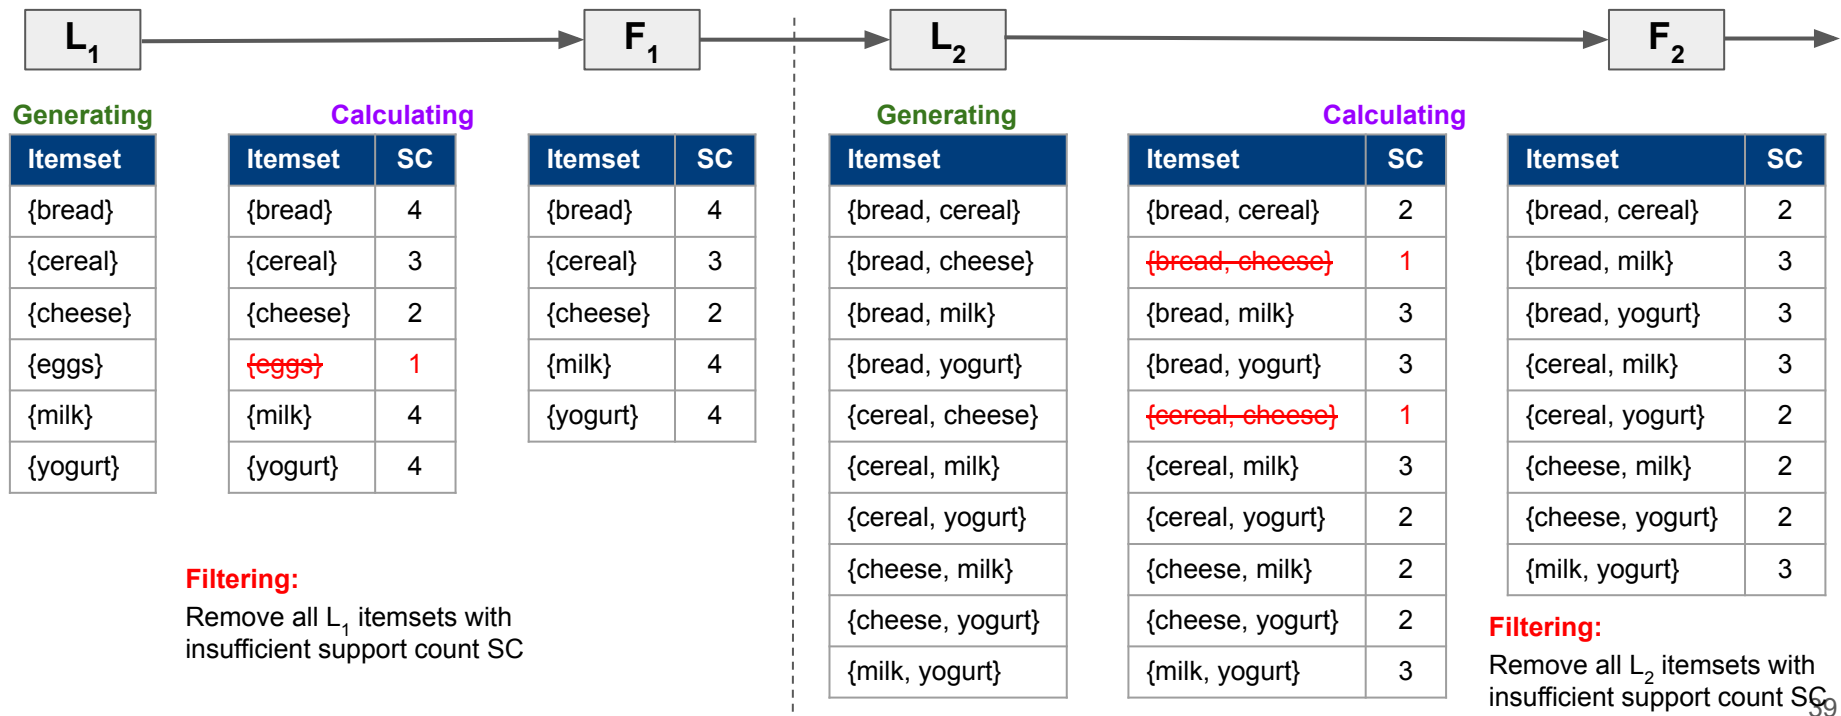 L1 F1 L2 F2
Generating Calculating Generating Calculating
Itemset
{bread}
{cereal}
{cheese}
{eggs}
{milk}
{yogurt}
Itemset SC
{bread} 4
{cereal} 3
{cheese} 2
{eggs} 1
{milk} 4
{yogurt} 4
Itemset SC
{bread} 4
{cereal} 3
{cheese} 2
{milk} 4
{yogurt} 4
Filtering:
Remove all L1 itemsets with
insufficient support count SC
Itemset
{bread, cereal}
{bread, cheese}
{bread, milk}
{bread, yogurt}
{cereal, cheese}
{cereal, milk}
{cereal, yogurt}
{cheese, milk}
{cheese, yogurt}
{milk, yogurt}
Itemset SC
{bread, cereal} 2
{bread, cheese} 1
{bread, milk} 3
{bread, yogurt} 3
{cereal, cheese} 1
{cereal, milk} 3
{cereal, yogurt} 2
{cheese, milk} 2
{cheese, yogurt} 2
{milk, yogurt} 3
Itemset SC
{bread, cereal} 2
{bread, milk} 3
{bread, yogurt} 3
{cereal, milk} 3
{cereal, yogurt} 2
{cheese, milk} 2
{cheese, yogurt} 2
{milk, yogurt} 3
Filtering:
Remove all L2 itemsets with
insufficient support count SC
39